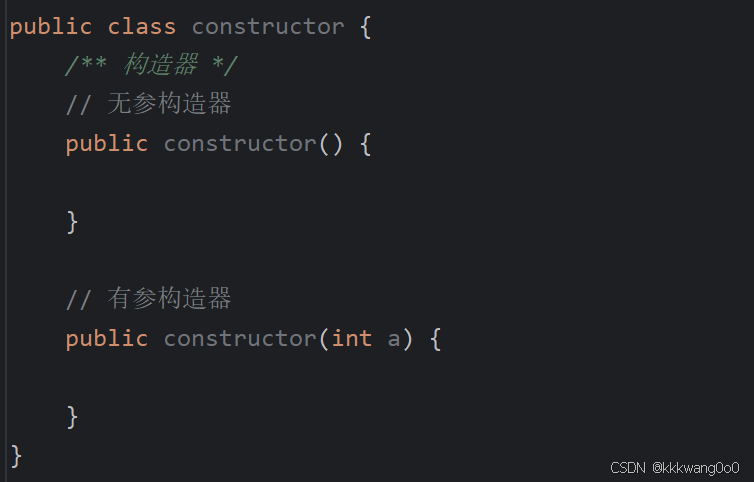 public class constructor {
/** 构造器 */
// 无参构造器
public constructor() {
}
// 有参构造器
public constructor(int a) {
}
}
CSDN @kkkwang0o0